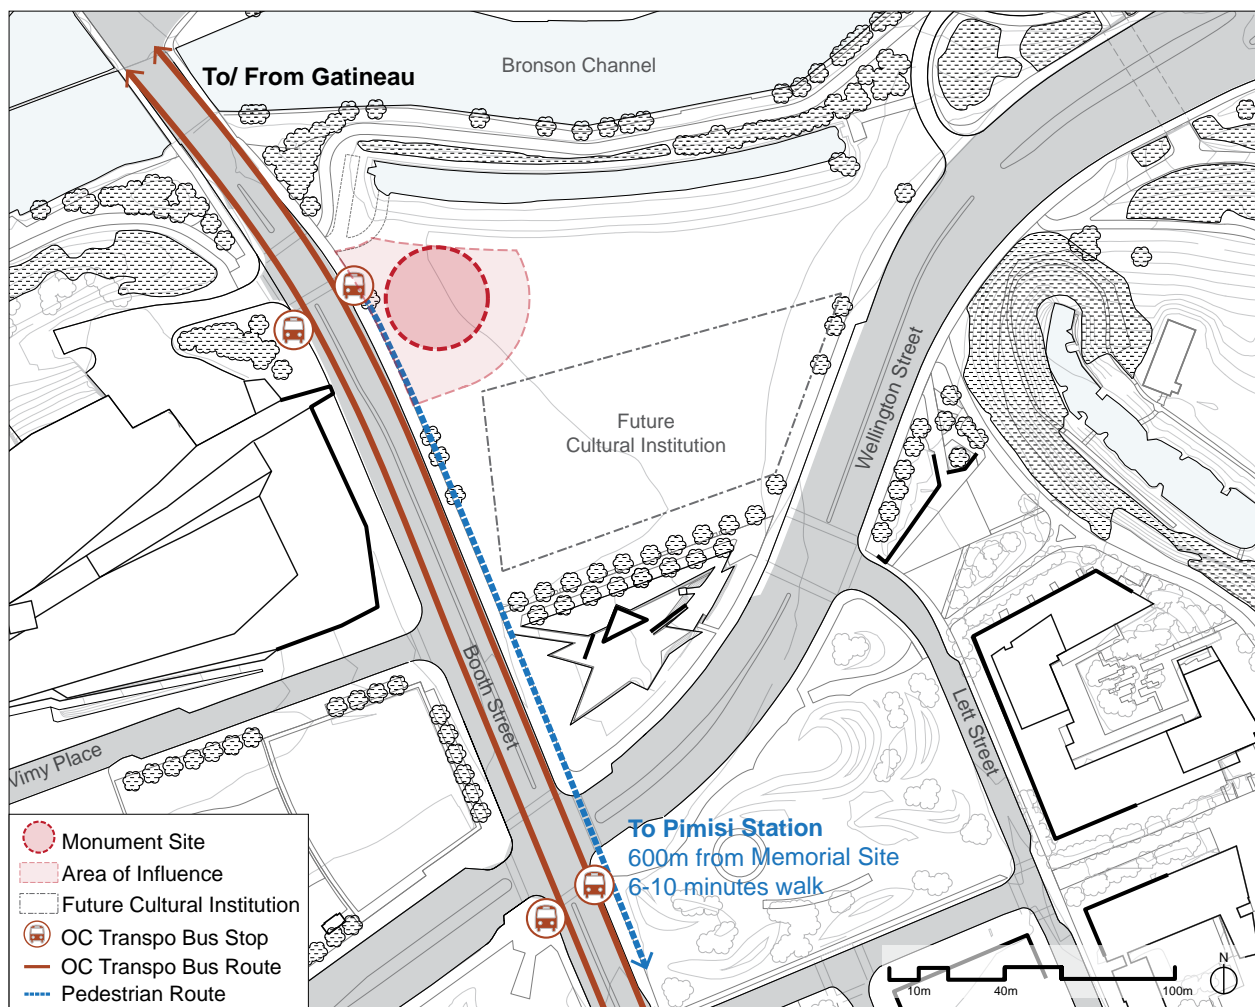 To/ From Gatineau
Bronson Channel
Wellington Street
Future
Cultural Institution
Booth Street
Lett Street
Vimy Place
To Pimisi Station
600m from Memorial Site
6-10 minutes walk
Monument Site
Area of Influence
Future Cultural Institution
OC Transpo Bus Stop
OC Transpo Bus Route
Pedestrian Route
10m 40m 100m
N